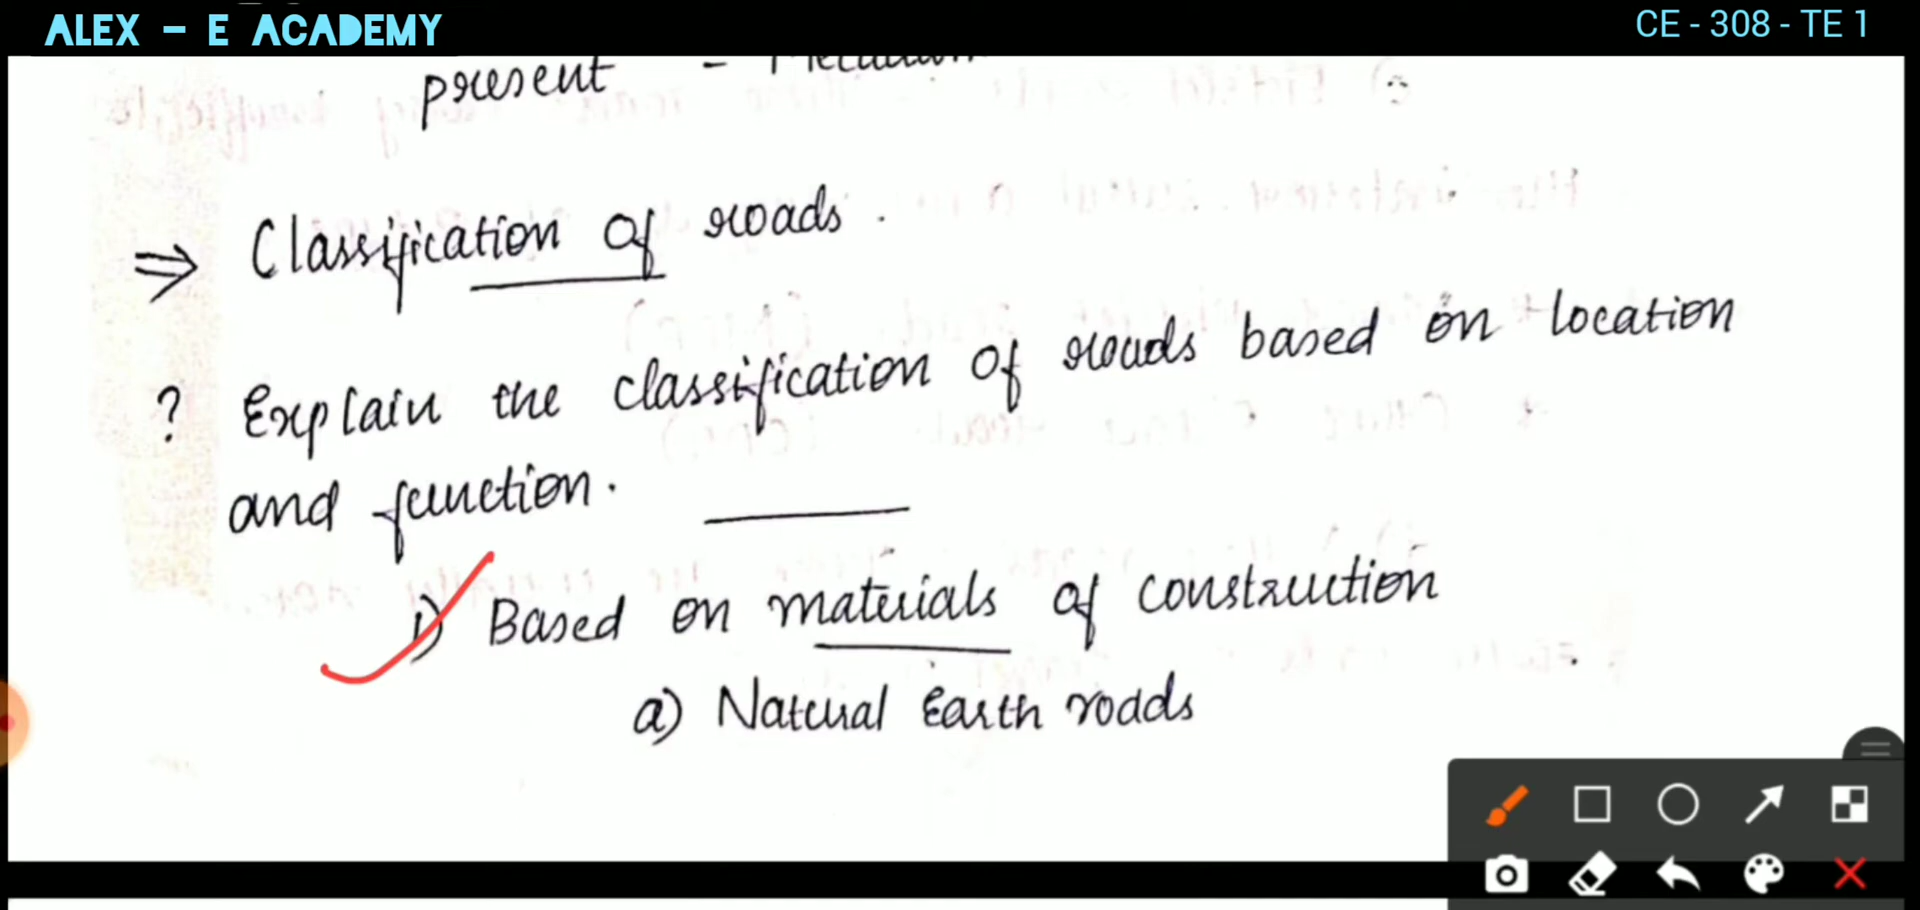 ALEX - E ACADEMY
CE - 308 - TE 1
present -
⇒ Classification of roads.
? Explain the classification of roads based on location
and function.
i) Based on materials of construction
a) Natural Earth roads